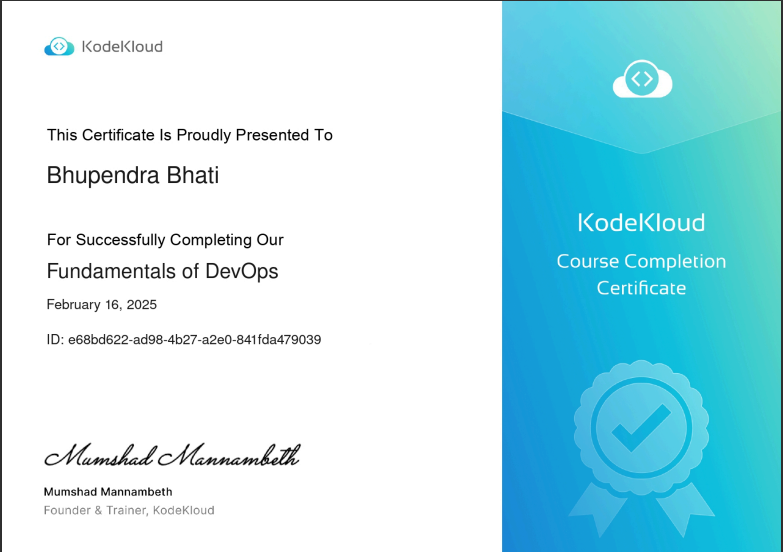 KodeKloud
This Certificate Is Proudly Presented To
Bhupendra Bhati
For Successfully Completing Our
Fundamentals of DevOps
February 16, 2025
ID: e68bd622-ad98-4b27-a2e0-841fda479039
Mumshad Mannambeth
Mumshad Mannambeth
Founder & Trainer, KodeKloud
KodeKloud
Course Completion
Certificate